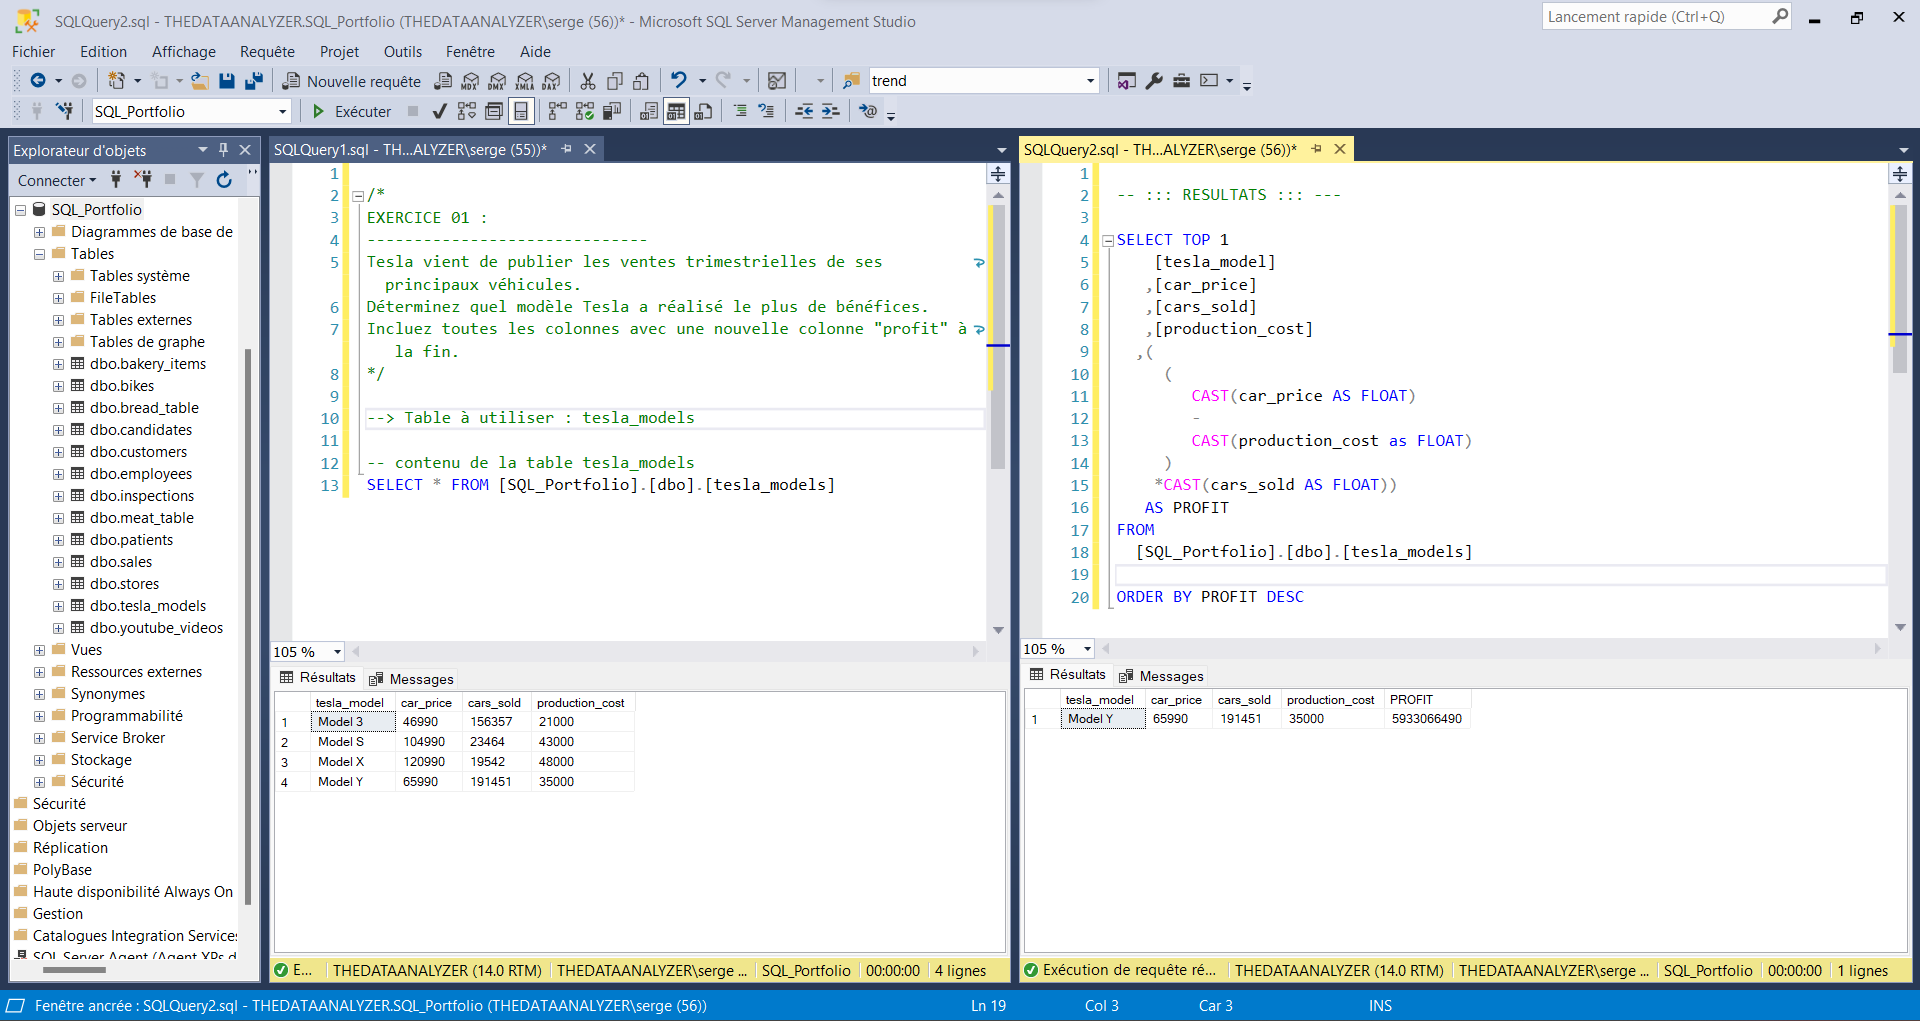 SQLQuery2.sql - THEDATAANALYZER.SQL_Portfolio (THEDATAANALYZER\serge (56))* - Microsoft SQL Server Management Studio
Lancement rapide (Ctrl+Q)
Fichier Edition Affichage Requête Projet Outils Fenêtre Aide
Nouvelle requête MDX DMX XMLA DAX trend
SQL_Portfolio Exécuter
Explorateur d'objets
Connecter
SQL_Portfolio
Diagrammes de base de
Tables
Tables système
FileTables
Tables externes
Tables de graphe
dbo.bakery_items
dbo.bikes
dbo.bread_table
dbo.candidates
dbo.customers
dbo.employees
dbo.inspections
dbo.meat_table
dbo.patients
dbo.sales
dbo.stores
dbo.tesla_models
dbo.youtube_videos
Vues
Ressources externes
Synonymes
Programmabilité
Service Broker
Stockage
Sécurité
Sécurité
Objets serveur
Réplication
PolyBase
Haute disponibilité Always On
Gestion
Catalogues Integration Services
SQL Server Agent (Agent XPs d
SQLQuery1.sql - TH...ALYZER\serge (55))*
1
2 /*
3 EXERCICE 01 :
4 ------------------------------
5 Tesla vient de publier les ventes trimestrielles de ses
principaux véhicules.
6 Déterminez quel modèle Tesla a réalisé le plus de bénéfices.
7 Incluez toutes les colonnes avec une nouvelle colonne "profit" à
la fin.
8 */
9
10 --> Table à utiliser : tesla_models
11
12 -- contenu de la table tesla_models
13 SELECT * FROM [SQL_Portfolio].[dbo].[tesla_models]
105 %
Résultats Messages
tesla_model car_price cars_sold production_cost
1 Model 3 46990 156357 21000
2 Model S 104990 23464 43000
3 Model X 120990 19542 48000
4 Model Y 65990 191451 35000
E... THEDATAANALYZER (14.0 RTM) THEDATAANALYZER\serge ... SQL_Portfolio 00:00:00 4 lignes
SQLQuery2.sql - TH...ALYZER\serge (56))*
1
2 -- ::: RESULTATS ::: ---
3
4 SELECT TOP 1
5 [tesla_model]
6 ,[car_price]
7 ,[cars_sold]
8 ,[production_cost]
9 ,(
10 (
11 CAST(car_price AS FLOAT)
12 -
13 CAST(production_cost as FLOAT)
14 )
15 *CAST(cars_sold AS FLOAT))
16 AS PROFIT
17 FROM
18 [SQL_Portfolio].[dbo].[tesla_models]
19
20 ORDER BY PROFIT DESC
105 %
Résultats Messages
tesla_model car_price cars_sold production_cost PROFIT
1 Model Y 65990 191451 35000 5933066490
Exécution de requête ré... THEDATAANALYZER (14.0 RTM) THEDATAANALYZER\serge ... SQL_Portfolio 00:00:00 1 lignes
Fenêtre ancrée : SQLQuery2.sql - THEDATAANALYZER.SQL_Portfolio (THEDATAANALYZER\serge (56)) Ln 19 Col 3 Car 3 INS